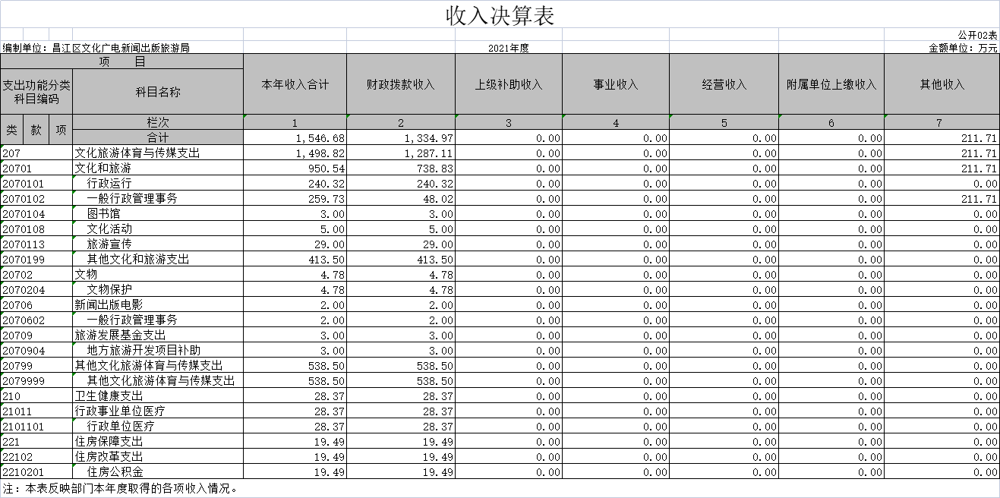 收入决算表
公开02表
编制单位：昌江区文化广电新闻出版旅游局 2021年度 金额单位：万元
项 目 本年收入合计 财政拨款收入 上级补助收入 事业收入 经营收入 附属单位上缴收入 其他收入
支出功能分类科目编码 科目名称
类 款 项 栏次 1 2 3 4 5 6 7
合计 1,546.68 1,334.97 0.00 0.00 0.00 0.00 211.71
207 文化旅游体育与传媒支出 1,498.82 1,287.11 0.00 0.00 0.00 0.00 211.71
20701 文化和旅游 950.54 738.83 0.00 0.00 0.00 0.00 211.71
2070101 行政运行 240.32 240.32 0.00 0.00 0.00 0.00 0.00
2070102 一般行政管理事务 259.73 48.02 0.00 0.00 0.00 0.00 211.71
2070104 图书馆 3.00 3.00 0.00 0.00 0.00 0.00 0.00
2070108 文化活动 5.00 5.00 0.00 0.00 0.00 0.00 0.00
2070113 旅游宣传 29.00 29.00 0.00 0.00 0.00 0.00 0.00
2070199 其他文化和旅游支出 413.50 413.50 0.00 0.00 0.00 0.00 0.00
20702 文物 4.78 4.78 0.00 0.00 0.00 0.00 0.00
2070204 文物保护 4.78 4.78 0.00 0.00 0.00 0.00 0.00
20706 新闻出版电影 2.00 2.00 0.00 0.00 0.00 0.00 0.00
2070602 一般行政管理事务 2.00 2.00 0.00 0.00 0.00 0.00 0.00
20709 旅游发展基金支出 3.00 3.00 0.00 0.00 0.00 0.00 0.00
2070904 地方旅游开发项目补助 3.00 3.00 0.00 0.00 0.00 0.00 0.00
20799 其他文化旅游体育与传媒支出 538.50 538.50 0.00 0.00 0.00 0.00 0.00
2079999 其他文化旅游体育与传媒支出 538.50 538.50 0.00 0.00 0.00 0.00 0.00
210 卫生健康支出 28.37 28.37 0.00 0.00 0.00 0.00 0.00
21011 行政事业单位医疗 28.37 28.37 0.00 0.00 0.00 0.00 0.00
2101101 行政单位医疗 28.37 28.37 0.00 0.00 0.00 0.00 0.00
221 住房保障支出 19.49 19.49 0.00 0.00 0.00 0.00 0.00
22102 住房改革支出 19.49 19.49 0.00 0.00 0.00 0.00 0.00
2210201 住房公积金 19.49 19.49 0.00 0.00 0.00 0.00 0.00
注：本表反映部门本年度取得的各项收入情况。